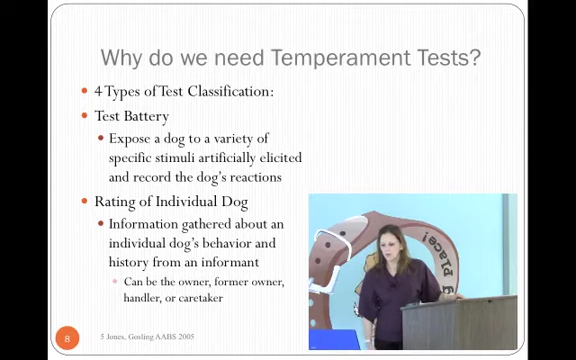 Why do we need Temperament Tests?
4 Types of Test Classification:
Test Battery
Expose a dog to a variety of
specific stimuli artificially elicited
and record the dog's reactions
Rating of Individual Dog
Information gathered about an
individual dog's behavior and
history from an informant
Can be the owner, former owner,
handler, or caretaker
Place!
8
5 Jones, Gosling AABS 2005